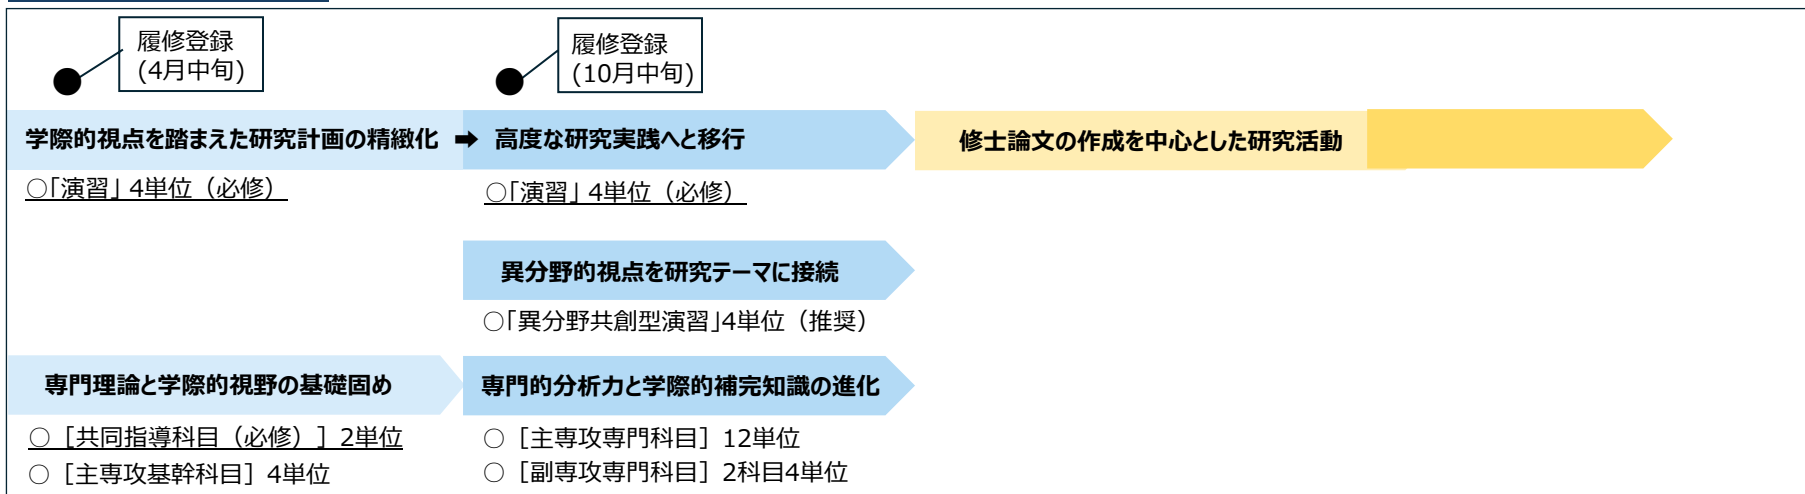 履修登録
(4月中旬)
履修登録
(10月中旬)
学際的視点を踏まえた研究計画の精緻化 ➡ 高度な研究実践へと移行
修士論文の作成を中心とした研究活動
○「演習」4単位（必修）
○「演習」4単位（必修）
異分野的視点を研究テーマに接続
○「異分野共創型演習」4単位（推奨）
専門理論と学際的視野の基礎固め
専門的分析力と学際的補完知識の進化
○［共同指導科目（必修）］2単位
○［主専攻基幹科目］4単位
○［主専攻専門科目］12単位
○［副専攻専門科目］2科目4単位